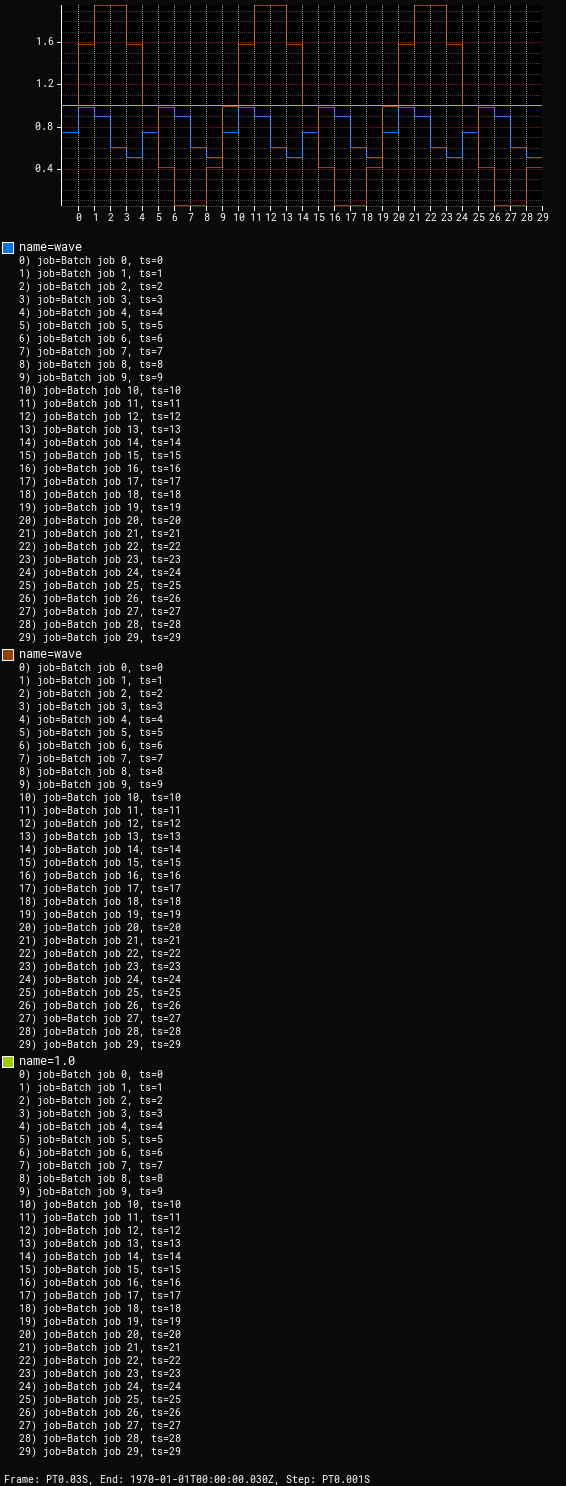 1.6
1.2
0.8
0.4
0 1 2 3 4 5 6 7 8 9 10 11 12 13 14 15 16 17 18 19 20 21 22 23 24 25 26 27 28 29
name=wave
0) job=Batch job 0, ts=0
1) job=Batch job 1, ts=1
2) job=Batch job 2, ts=2
3) job=Batch job 3, ts=3
4) job=Batch job 4, ts=4
5) job=Batch job 5, ts=5
6) job=Batch job 6, ts=6
7) job=Batch job 7, ts=7
8) job=Batch job 8, ts=8
9) job=Batch job 9, ts=9
10) job=Batch job 10, ts=10
11) job=Batch job 11, ts=11
12) job=Batch job 12, ts=12
13) job=Batch job 13, ts=13
14) job=Batch job 14, ts=14
15) job=Batch job 15, ts=15
16) job=Batch job 16, ts=16
17) job=Batch job 17, ts=17
18) job=Batch job 18, ts=18
19) job=Batch job 19, ts=19
20) job=Batch job 20, ts=20
21) job=Batch job 21, ts=21
22) job=Batch job 22, ts=22
23) job=Batch job 23, ts=23
24) job=Batch job 24, ts=24
25) job=Batch job 25, ts=25
26) job=Batch job 26, ts=26
27) job=Batch job 27, ts=27
28) job=Batch job 28, ts=28
29) job=Batch job 29, ts=29
name=wave
0) job=Batch job 0, ts=0
1) job=Batch job 1, ts=1
2) job=Batch job 2, ts=2
3) job=Batch job 3, ts=3
4) job=Batch job 4, ts=4
5) job=Batch job 5, ts=5
6) job=Batch job 6, ts=6
7) job=Batch job 7, ts=7
8) job=Batch job 8, ts=8
9) job=Batch job 9, ts=9
10) job=Batch job 10, ts=10
11) job=Batch job 11, ts=11
12) job=Batch job 12, ts=12
13) job=Batch job 13, ts=13
14) job=Batch job 14, ts=14
15) job=Batch job 15, ts=15
16) job=Batch job 16, ts=16
17) job=Batch job 17, ts=17
18) job=Batch job 18, ts=18
19) job=Batch job 19, ts=19
20) job=Batch job 20, ts=20
21) job=Batch job 21, ts=21
22) job=Batch job 22, ts=22
23) job=Batch job 23, ts=23
24) job=Batch job 24, ts=24
25) job=Batch job 25, ts=25
26) job=Batch job 26, ts=26
27) job=Batch job 27, ts=27
28) job=Batch job 28, ts=28
29) job=Batch job 29, ts=29
name=1.0
0) job=Batch job 0, ts=0
1) job=Batch job 1, ts=1
2) job=Batch job 2, ts=2
3) job=Batch job 3, ts=3
4) job=Batch job 4, ts=4
5) job=Batch job 5, ts=5
6) job=Batch job 6, ts=6
7) job=Batch job 7, ts=7
8) job=Batch job 8, ts=8
9) job=Batch job 9, ts=9
10) job=Batch job 10, ts=10
11) job=Batch job 11, ts=11
12) job=Batch job 12, ts=12
13) job=Batch job 13, ts=13
14) job=Batch job 14, ts=14
15) job=Batch job 15, ts=15
16) job=Batch job 16, ts=16
17) job=Batch job 17, ts=17
18) job=Batch job 18, ts=18
19) job=Batch job 19, ts=19
20) job=Batch job 20, ts=20
21) job=Batch job 21, ts=21
22) job=Batch job 22, ts=22
23) job=Batch job 23, ts=23
24) job=Batch job 24, ts=24
25) job=Batch job 25, ts=25
26) job=Batch job 26, ts=26
27) job=Batch job 27, ts=27
28) job=Batch job 28, ts=28
29) job=Batch job 29, ts=29
Frame: PT0.03S, End: 1970-01-01T00:00:00.030Z, Step: PT0.001S